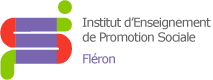 Institut d'Enseignement
de Promotion Sociale
Fléron